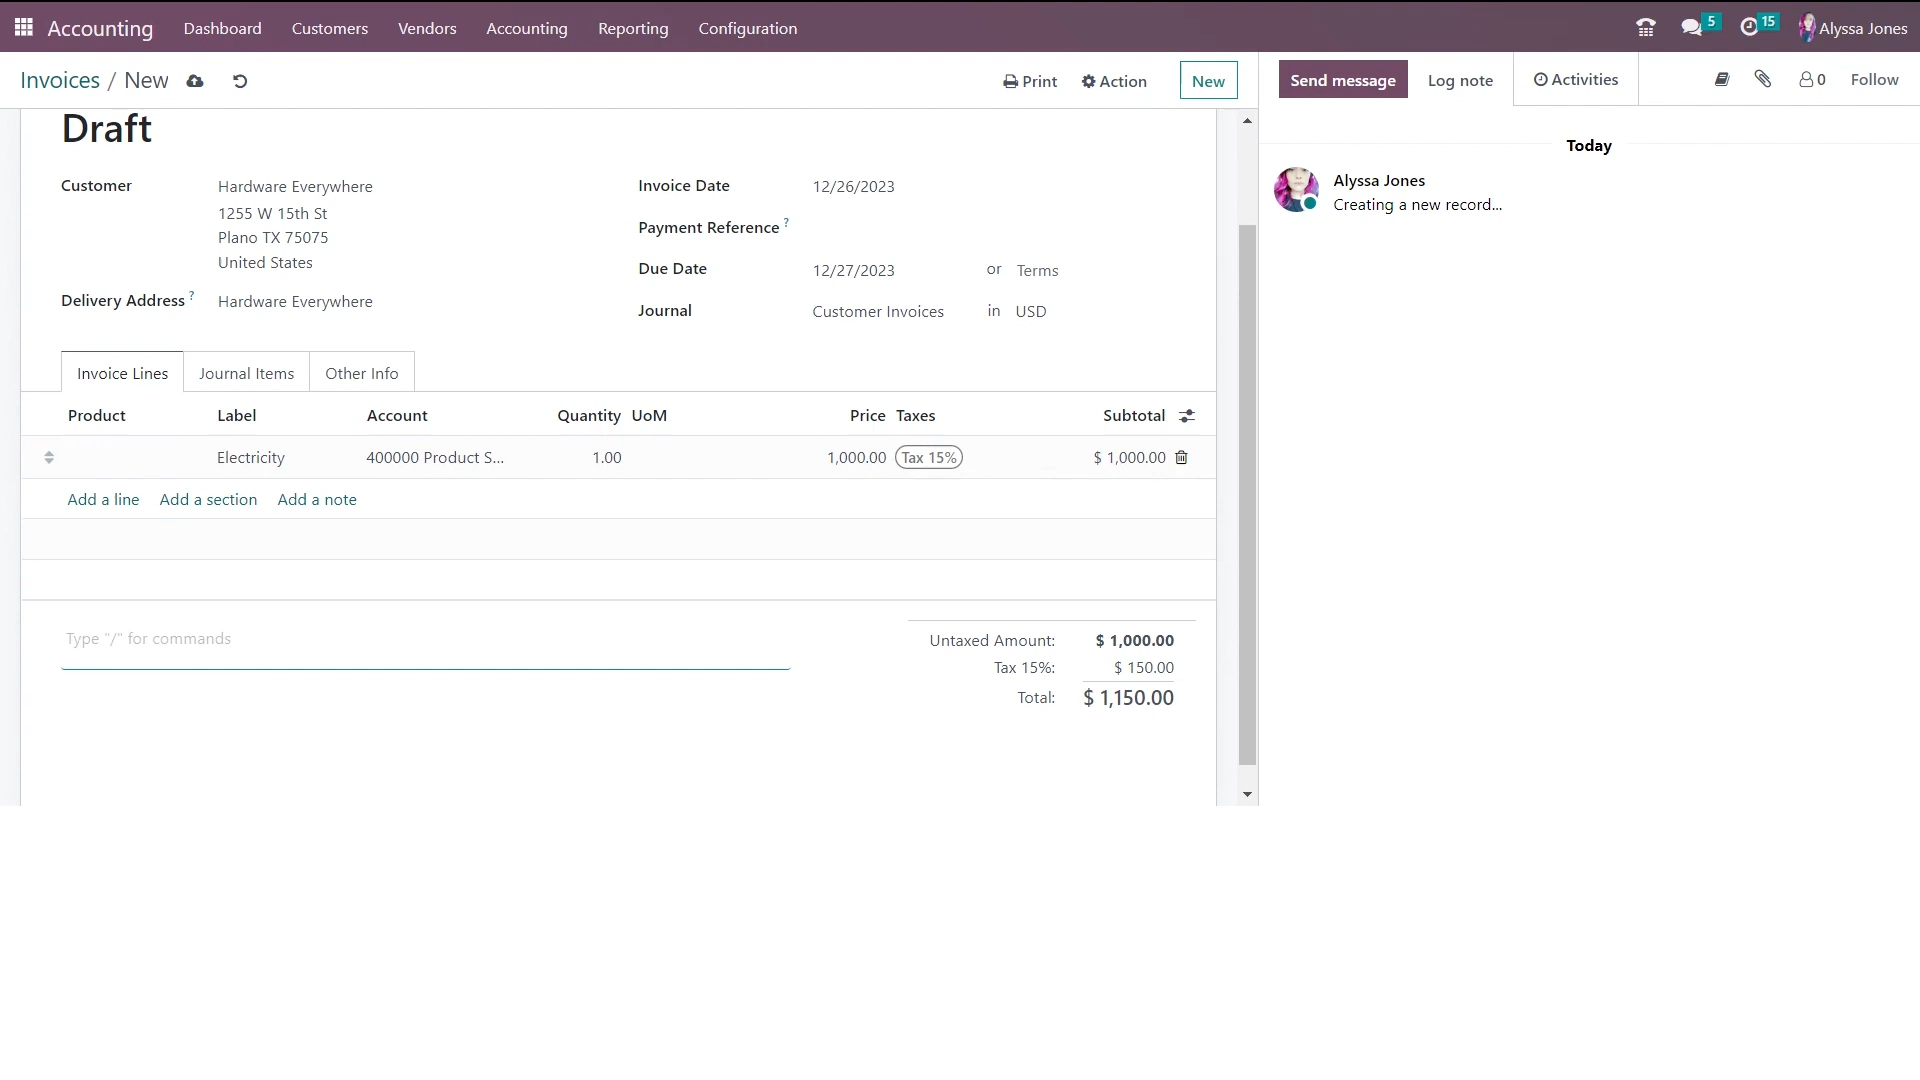 Accounting Dashboard Customers Vendors Accounting Reporting Configuration 5 15 Alyssa Jones
Invoices / New Print Action New Send message Log note Activities 0 Follow
Draft
Today
Customer Hardware Everywhere Invoice Date 12/26/2023
Alyssa Jones
Creating a new record...
1255 W 15th St
Plano TX 75075
United States
Payment Reference ?
Due Date 12/27/2023 or Terms
Delivery Address ? Hardware Everywhere
Journal Customer Invoices in USD
Invoice Lines Journal Items Other Info
Product Label Account Quantity UoM Price Taxes Subtotal
Electricity 400000 Product S... 1.00 1,000.00 Tax 15% $ 1,000.00
Add a line Add a section Add a note
Type "/" for commands
Untaxed Amount: $ 1,000.00
Tax 15%: $ 150.00
Total: $ 1,150.00